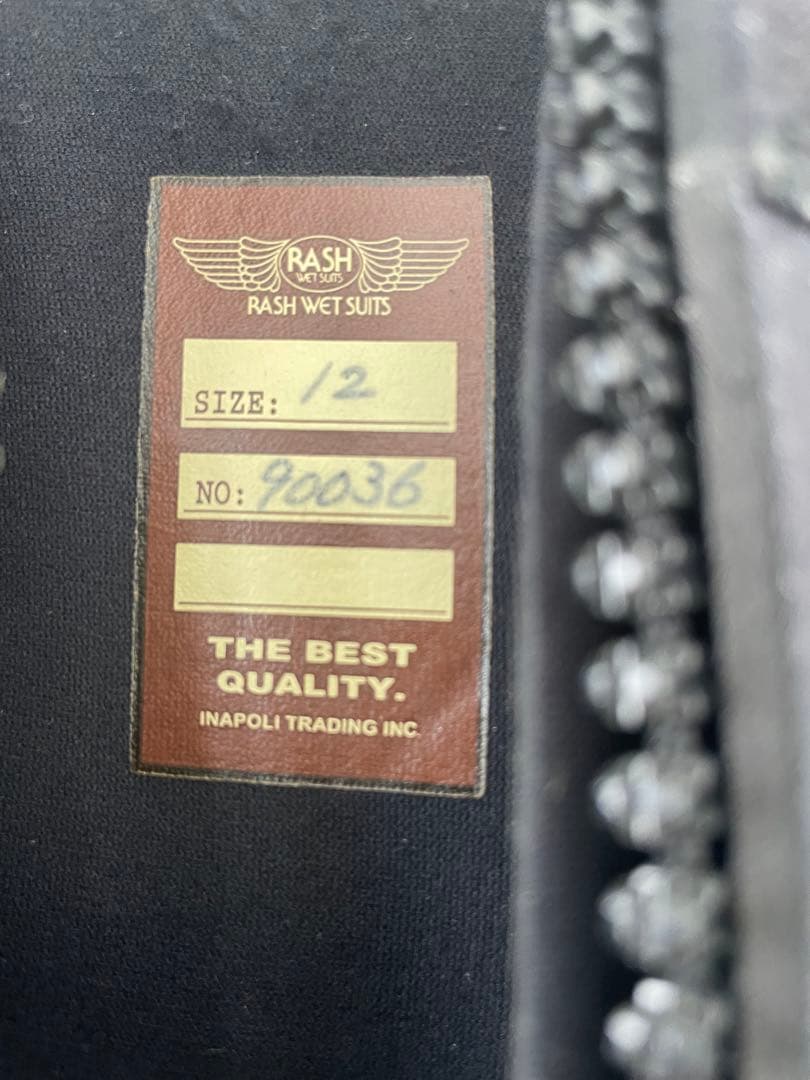 RASH
WET SUITS
RASH WET SUITS
SIZE: 12
NO: 90036
THE BEST
QUALITY.
INAPOLI TRADING INC.